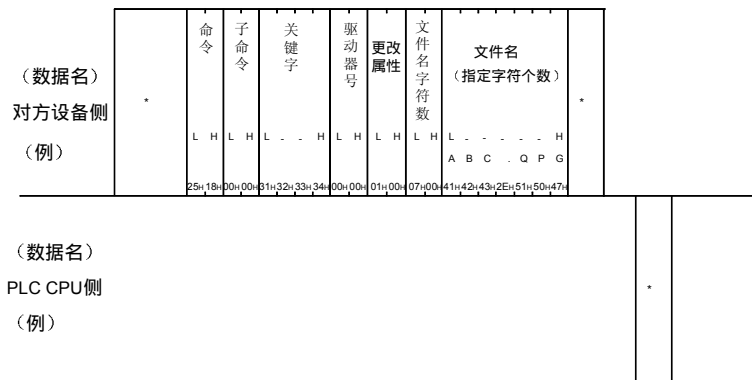 命令
子命令
关键字
驱动器号
更改属性
文件名字符数
文件名
（指定字符个数）
（数据名）
对方设备侧
（例）
*
*
L H L H L - - H L H L H L H L - - - - - H
A B C . Q P G
25H 18H 00H 00H 31H 32H 33H 34H 00H 00H 01H 00H 07H 00H 41H 42H 43H 2EH 51H 50H 47H
（数据名）
PLC CPU侧
（例）
*